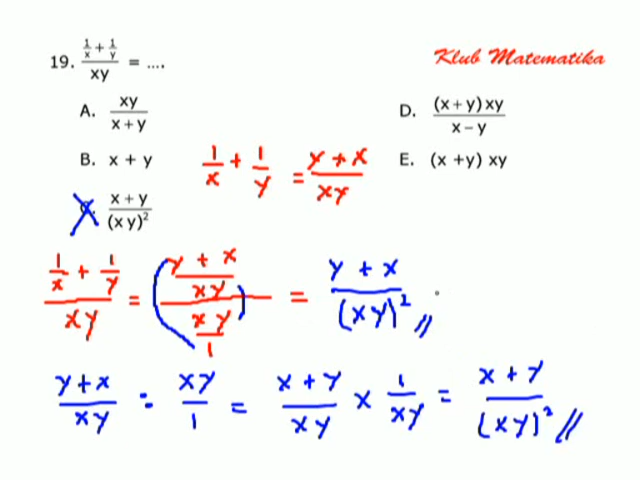 Klub Matematika
19. (1/x + 1/y)/xy = ....
A. xy/(x + y)
B. x + y
(x + y)/(xy)²
D. (x + y) xy/(x – y)
E. (x +y) xy
1/x + 1/y = (y + x)/xy
(1/x + 1/y)/xy = ((y + x)/xy)/(xy/1) = (y + x)/(xy)² //
(y + x)/xy : xy/1 = (x + y)/xy × 1/xy = (x + y)/(xy)² //